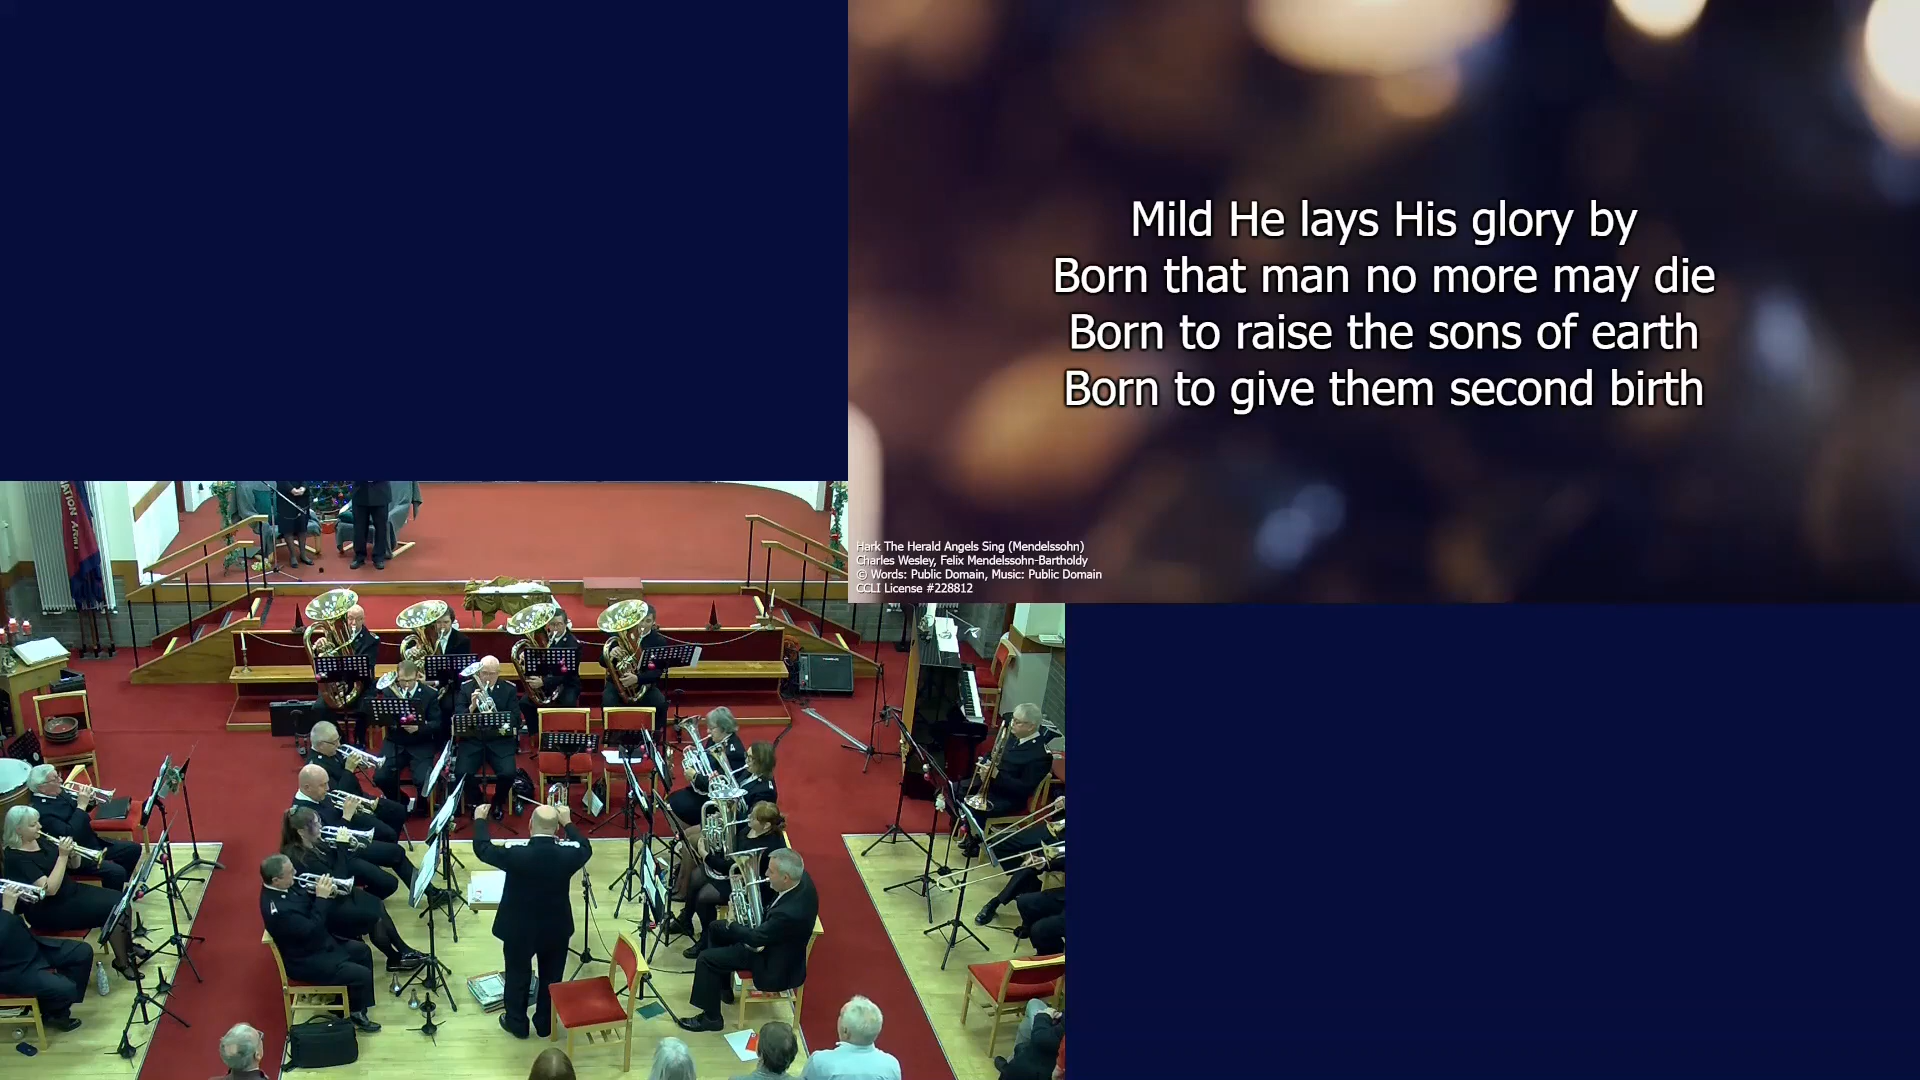 Mild He lays His glory by
Born that man no more may die
Born to raise the sons of earth
Born to give them second birth
Hark The Herald Angels Sing (Mendelssohn)
Charles Wesley, Felix Mendelssohn-Bartholdy
© Words: Public Domain, Music: Public Domain
CCLI License #228812